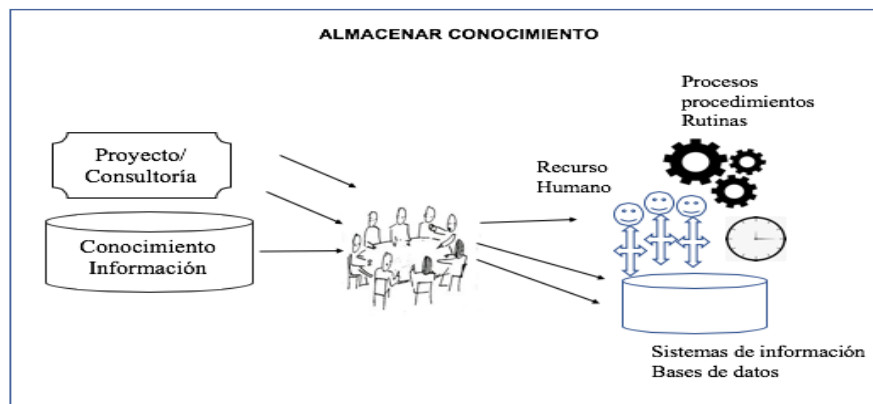 ALMACENAR CONOCIMIENTO
Proyecto/
Consultoría
Conocimiento
Información
Recurso
Humano
Procesos
procedimientos
Rutinas
Sistemas de información
Bases de datos